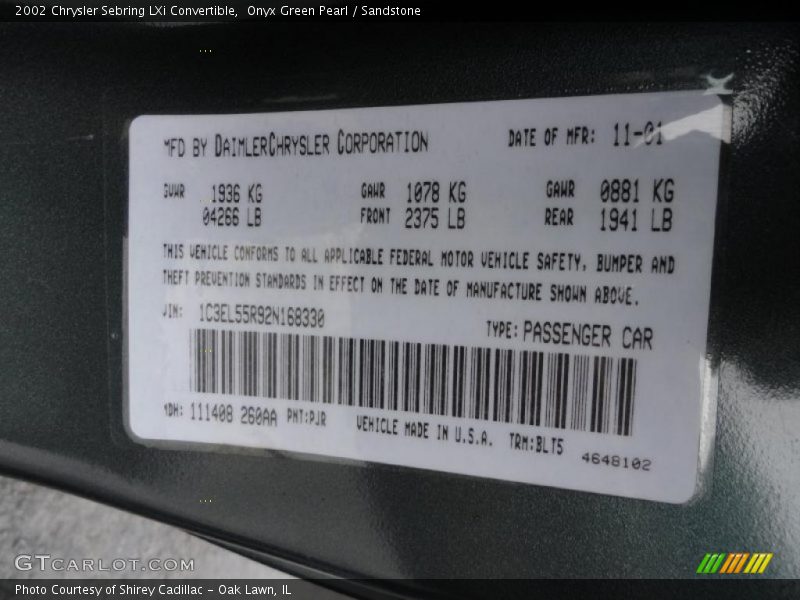 2002 Chrysler Sebring LXi Convertible, Onyx Green Pearl / Sandstone
MFD BY DAIMLERCHRYSLER CORPORATION DATE OF MFR: 11-01
GVWR 1936 KG GAWR 1078 KG GAWR 0881 KG
04266 LB FRONT 2375 LB REAR 1941 LB
THIS VEHICLE CONFORMS TO ALL APPLICABLE FEDERAL MOTOR VEHICLE SAFETY, BUMPER AND
THEFT PREVENTION STANDARDS IN EFFECT ON THE DATE OF MANUFACTURE SHOWN ABOVE.
VIN: 1C3EL55R92N168330 TYPE: PASSENGER CAR
MDH: 111408 260AA PNT:PJR VEHICLE MADE IN U.S.A. TRM:BLT5 4648102
GTCARLOT.COM
Photo Courtesy of Shirey Cadillac - Oak Lawn, IL